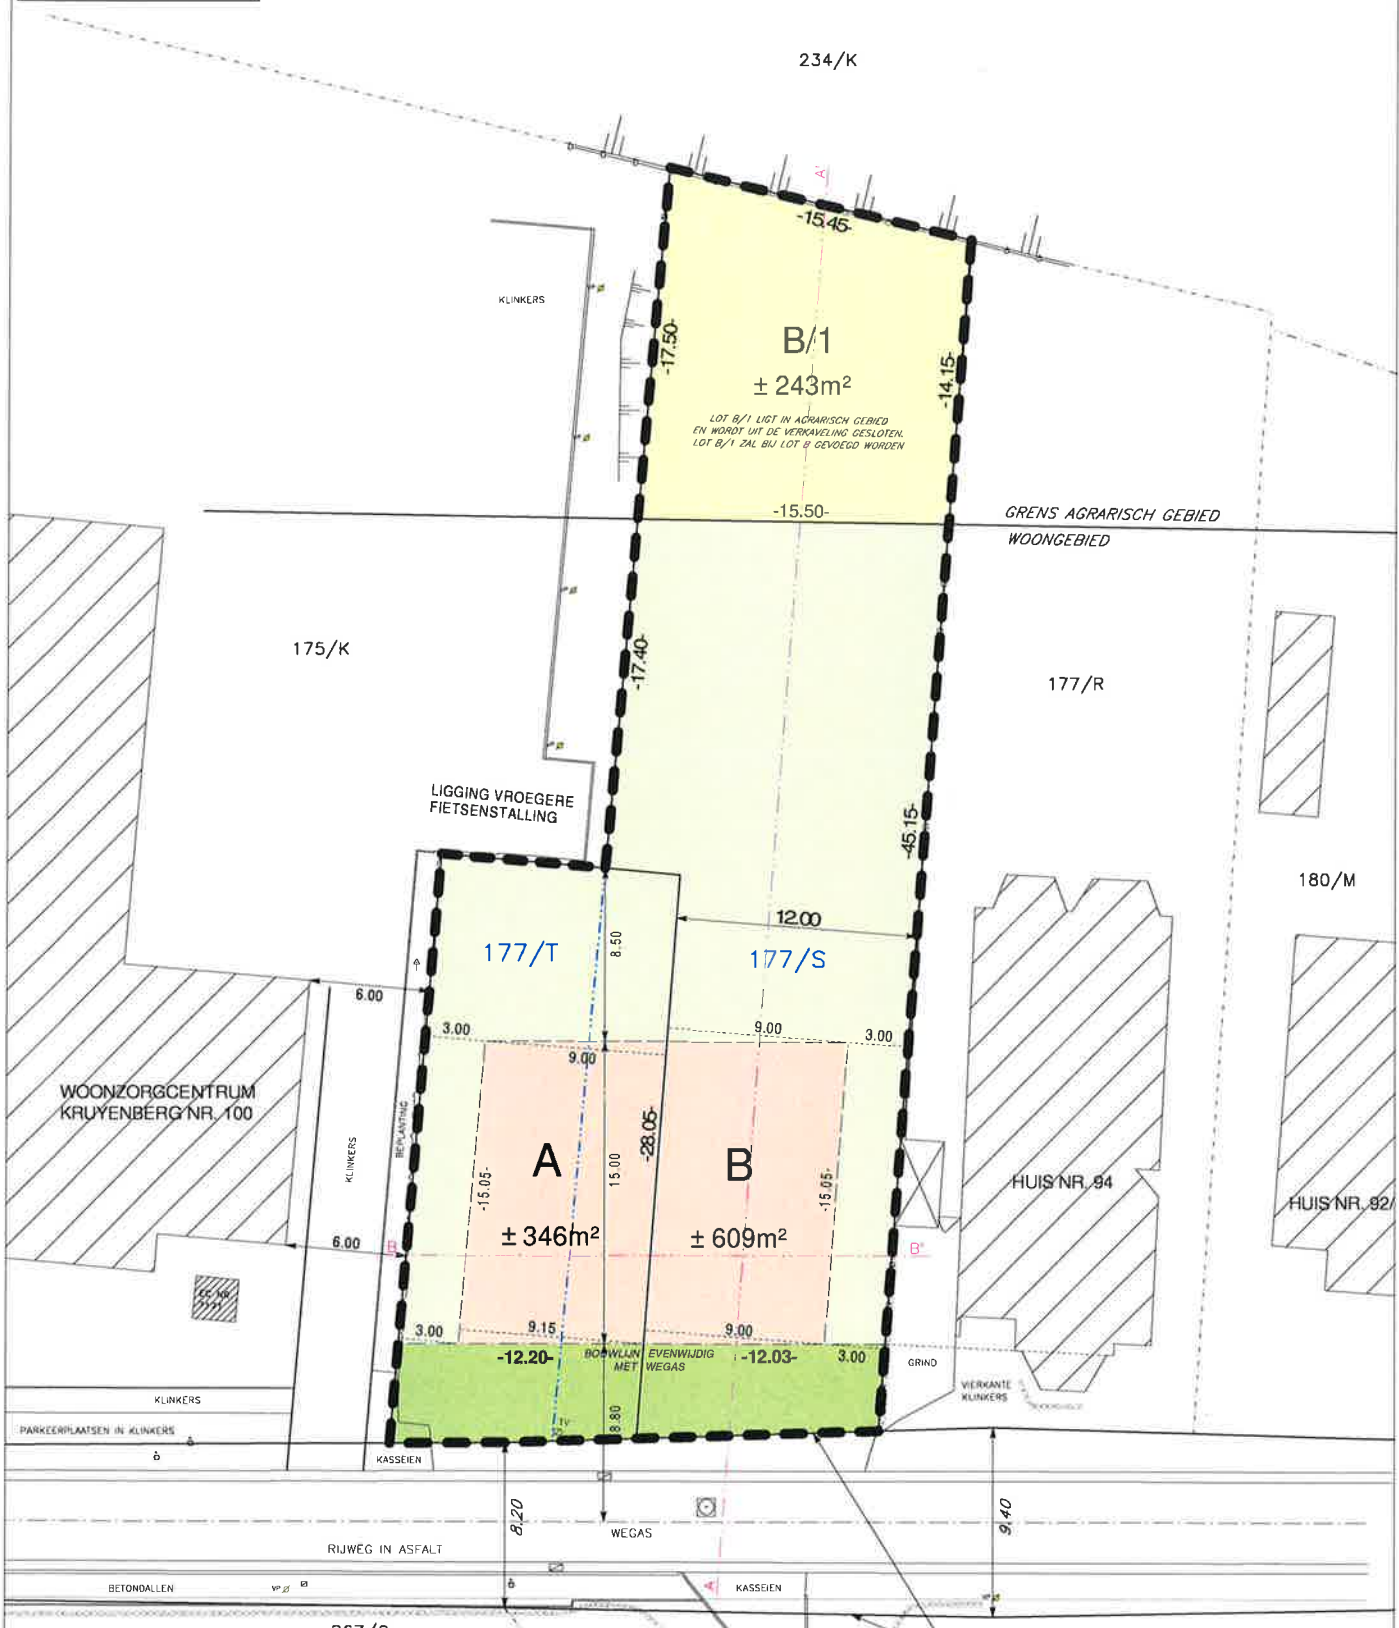 234/K
A'
-15.45-
KLINKERS
-17.50-
B/1
± 243m²
-14.15-
LOT B/1 LIGT IN AGRARISCH GEBIED
EN WORDT UIT DE VERKAVELING GESLOTEN.
LOT B/1 ZAL BIJ LOT B GEVOEGD WORDEN
-15.50-
GRENS AGRARISCH GEBIED
WOONGEBIED
175/K
-17.40-
177/R
LIGGING VROEGERE
FIETSENSTALLING
-45.15-
180/M
12.00
177/T
8.50
177/S
6.00
3.00
9.00
9.00
3.00
WOONZORGCENTRUM
KRUYENBERG NR. 100
KLINKERS
BEPLANTING
-28.05-
A
-15.05-
15.00
B
-15.05-
HUIS NR. 94
HUIS NR. 92/
± 346m²
± 609m²
6.00
B
B"
3.00
9.15
9.00
-12.20-
BOUWLIJN EVENWIJDIG
MET WEGAS
-12.03-
3.00
GRIND
VIERKANTE
KLINKERS
KLINKERS
PARKEERPLAATSEN IN KLINKERS
TV
8.80
KASSEIEN
8.20
9.40
WEGAS
RIJWEG IN ASFALT
BETONDALLEN
VP
A
KASSEIEN